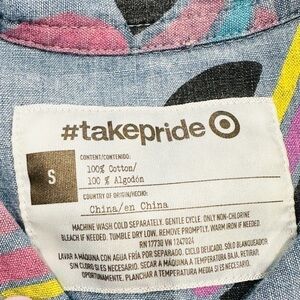 #takepride
S
CONTENT/CONTENIDO:
100% Cotton/
100 % Algodón
COUNTRY OF ORIGIN/HECHO:
China/en China
MACHINE WASH COLD SEPARATELY. GENTLE CYCLE. ONLY NON-CHLORINE
BLEACH IF NEEDED. TUMBLE DRY LOW. REMOVE PROMPTLY. WARM IRON IF NEEDED.
RN 17730 VN 1247024
LAVAR A MÁQUINA CON AGUA FRÍA POR SEPARADO. CICLO DELICADO. SÓLO BLANQUEADOR
SIN CLORO SI ES NECESARIO. SECAR A MÁQUINA A TEMPERATURA BAJA. RETIRAR
OPORTUNAMENTE. PLANCHAR A TEMPERATURA MEDIA SI ES NECESARIO.